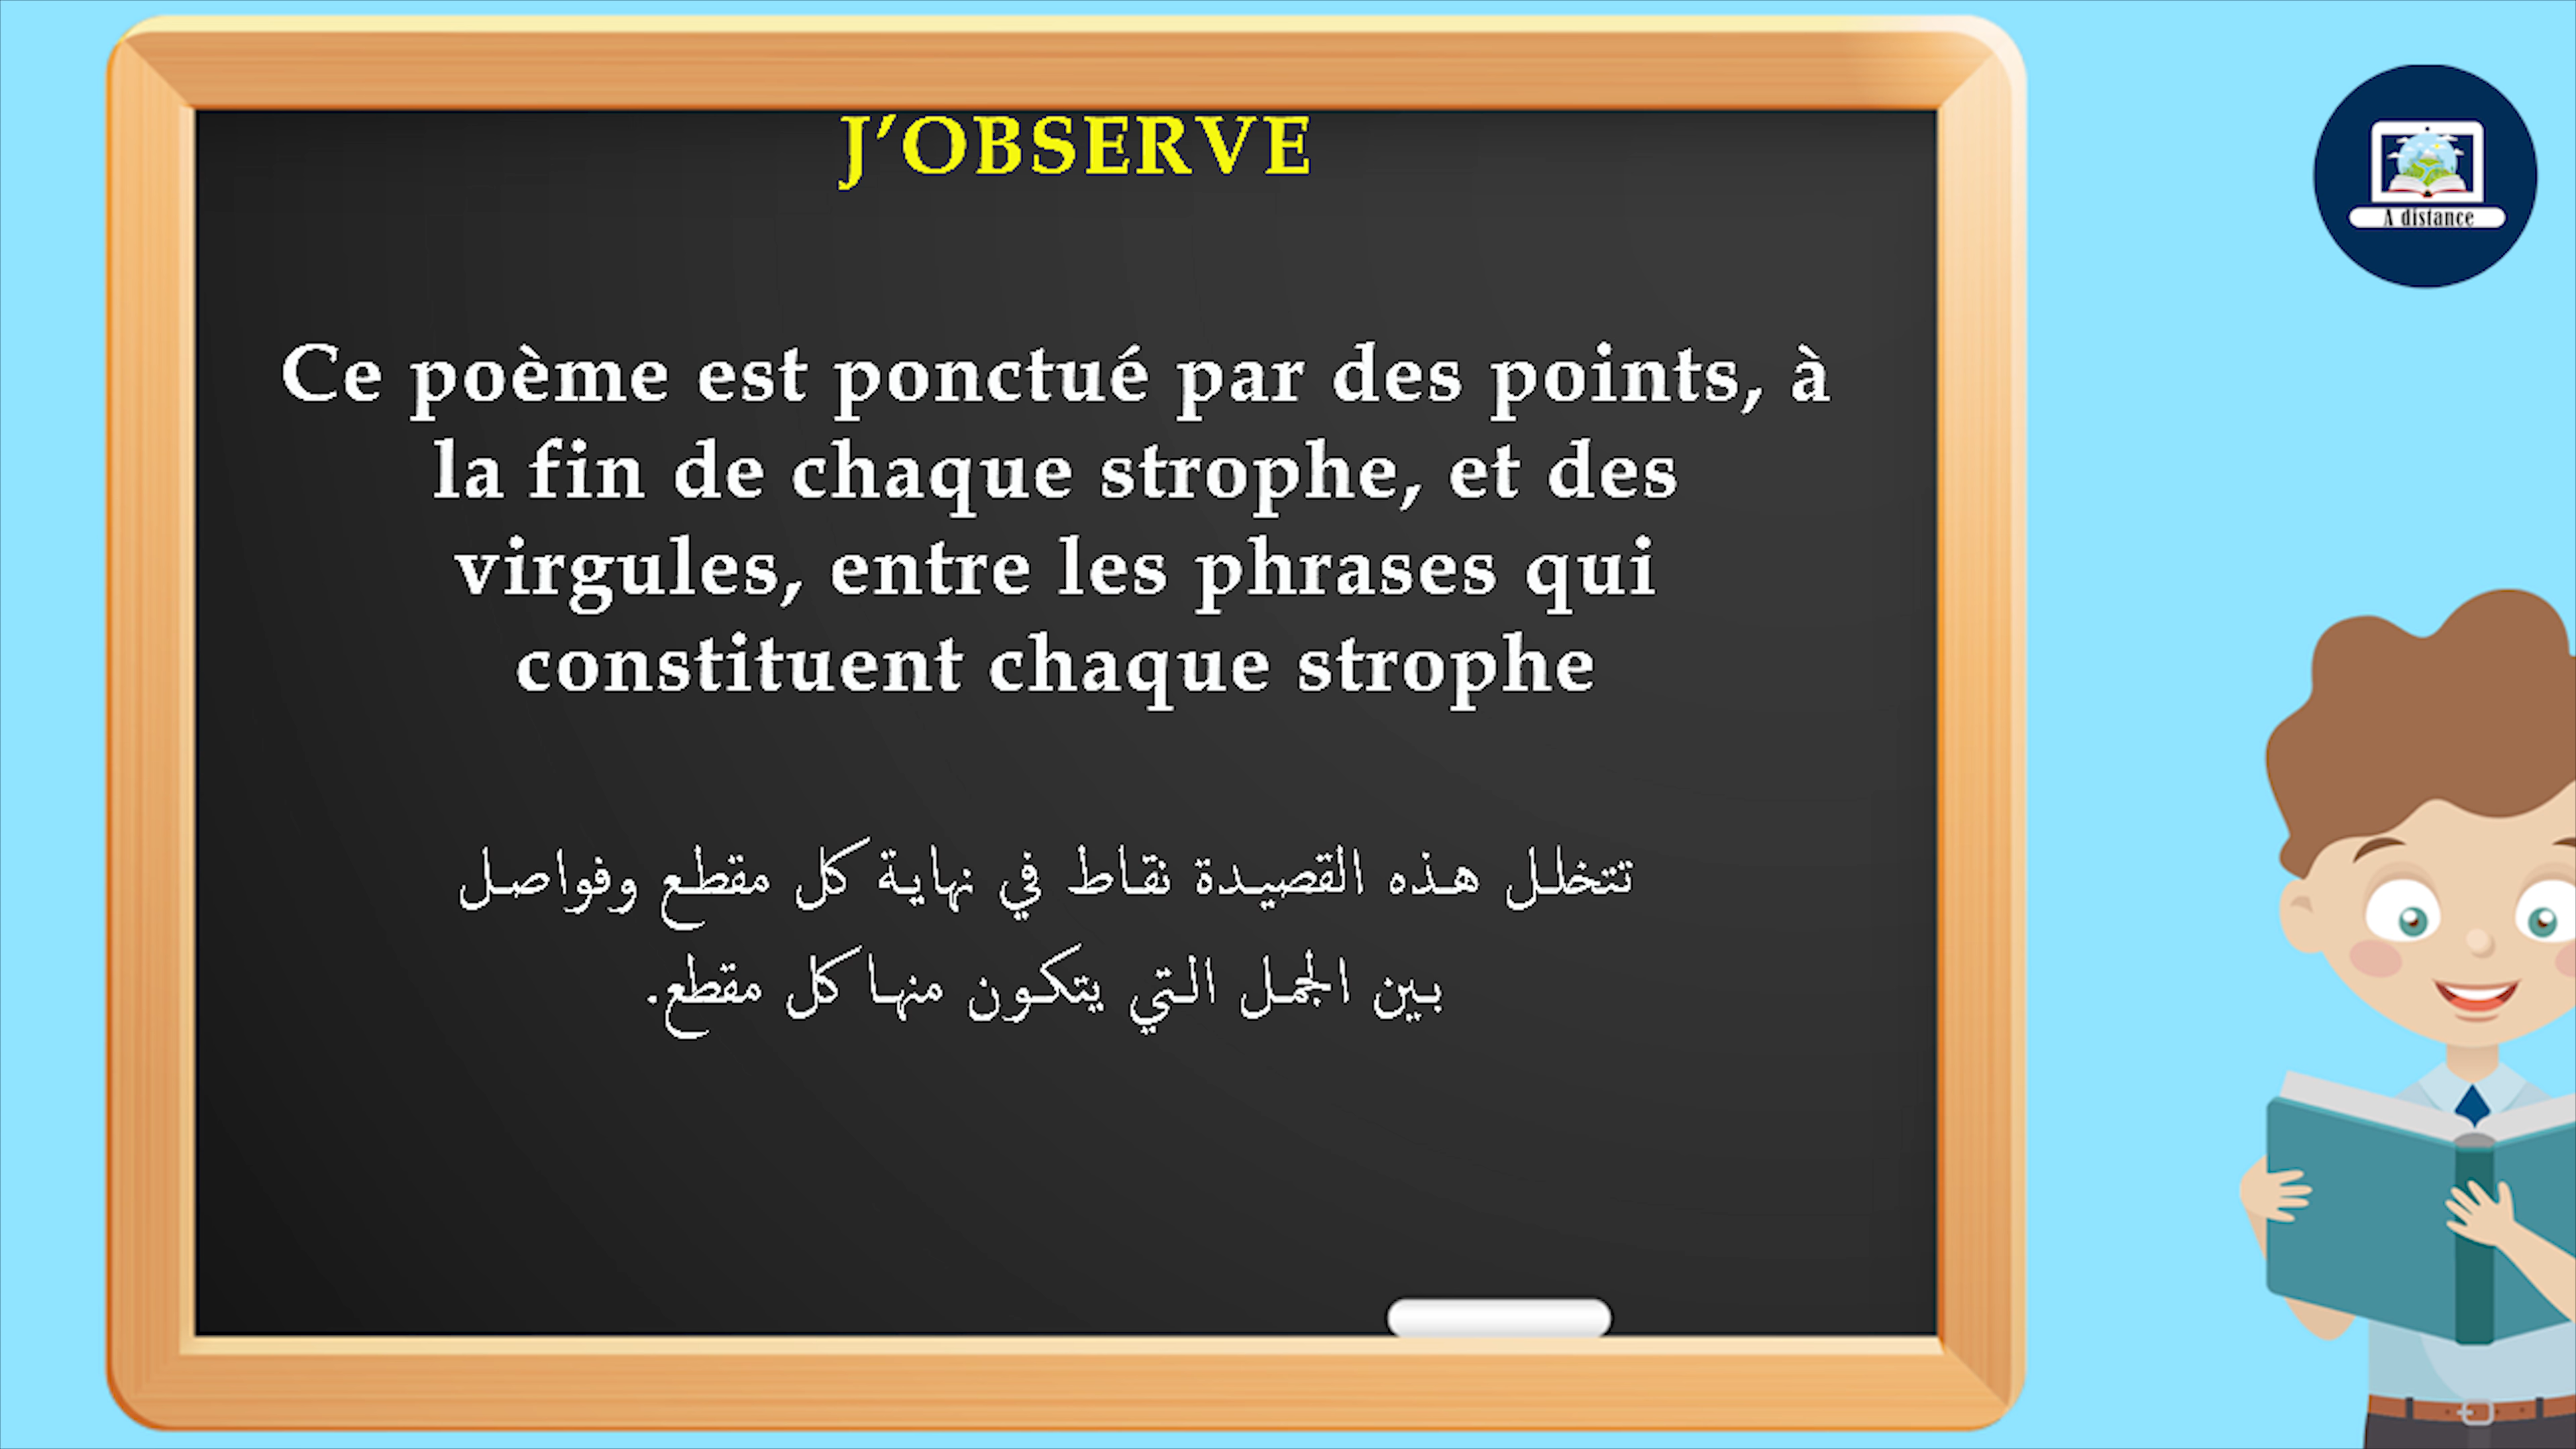 J’OBSERVE
A distance
Ce poème est ponctué par des points, à
la fin de chaque strophe, et des
virgules, entre les phrases qui
constituent chaque strophe
تتخلل هذه القصيدة نقاط في نهاية كل مقطع وفواصل
بين الجمل التي يتكون منها كل مقطع.